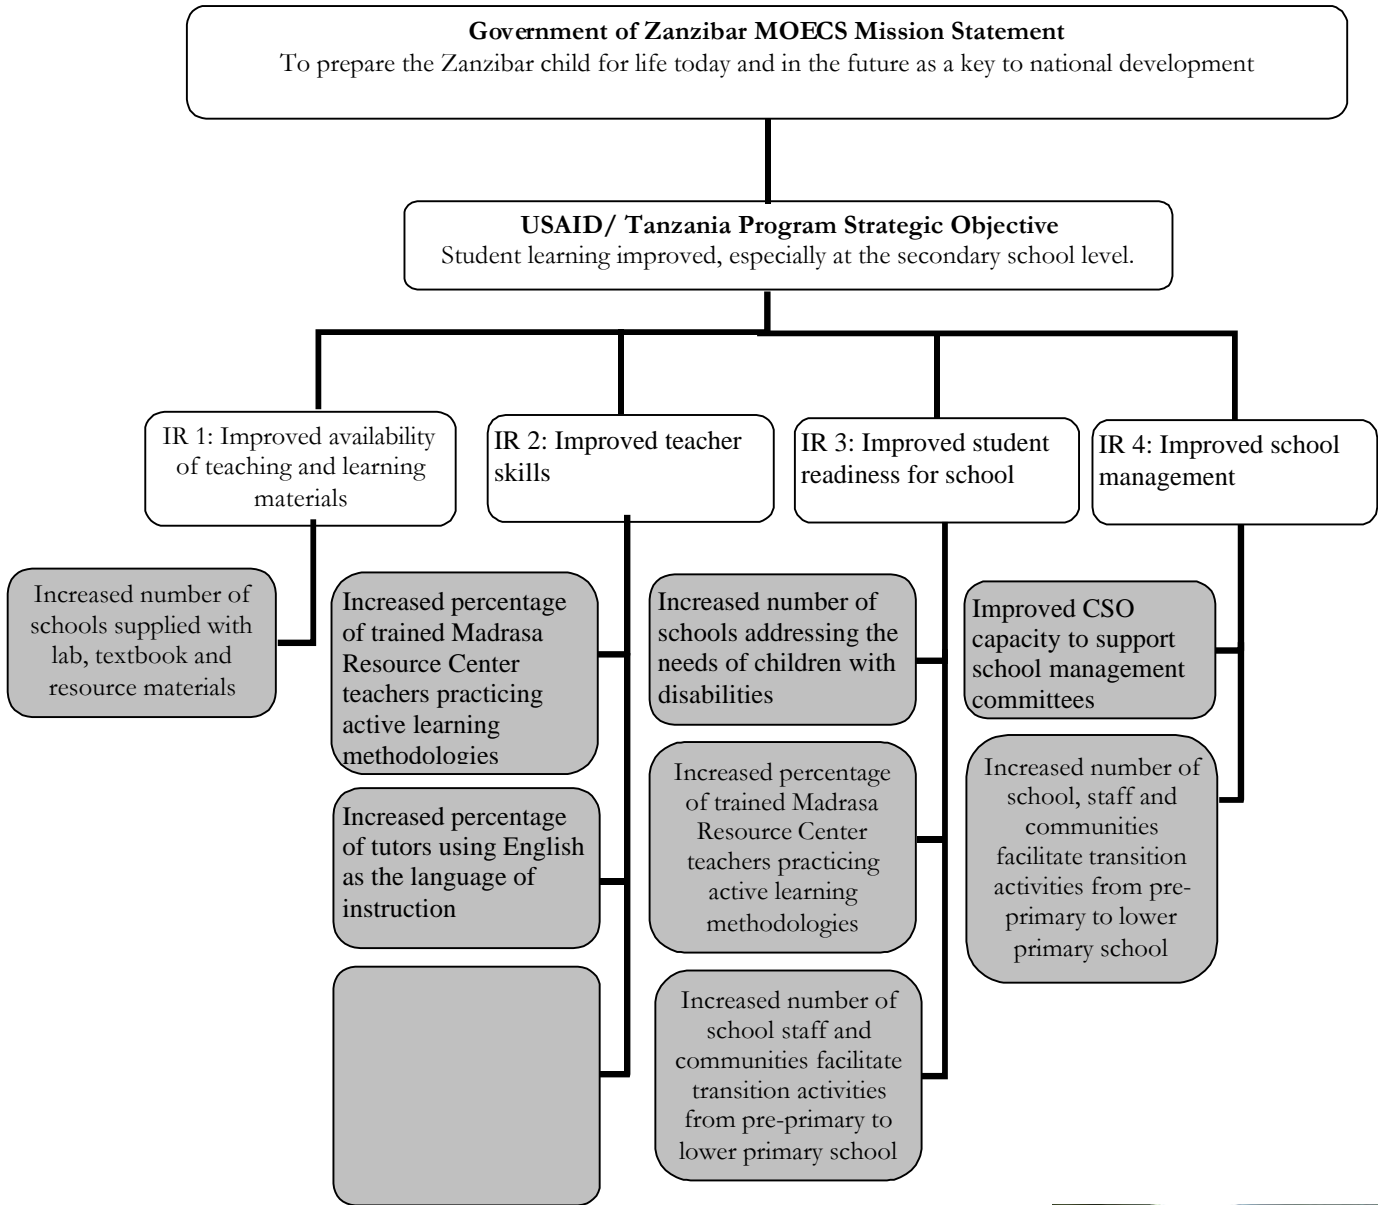 Government of Zanzibar MOECS Mission Statement
To prepare the Zanzibar child for life today and in the future as a key to national development
USAID/ Tanzania Program Strategic Objective
Student learning improved, especially at the secondary school level.
IR 1: Improved availability
of teaching and learning
materials
IR 2: Improved teacher
skills
IR 3: Improved student
readiness for school
IR 4: Improved school
management
Increased number of
schools supplied with
lab, textbook and
resource materials
Increased percentage
of trained Madrasa
Resource Center
teachers practicing
active learning
methodologies
Increased percentage
of tutors using English
as the language of
instruction
Increased number of
schools addressing the
needs of children with
disabilities
Increased percentage
of trained Madrasa
Resource Center
teachers practicing
active learning
methodologies
Increased number of
school staff and
communities facilitate
transition activities
from pre-primary to
lower primary school
Improved CSO
capacity to support
school management
committees
Increased number of
school, staff and
communities
facilitate transition
activities from pre-
primary to lower
primary school